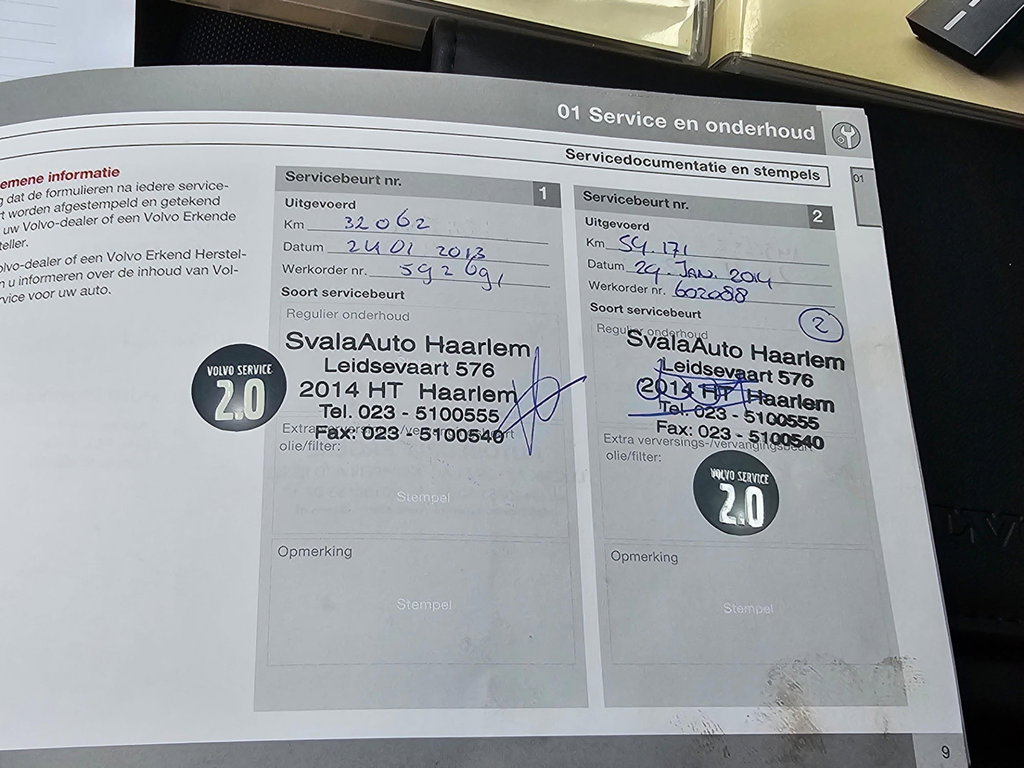 01 Service en onderhoud
Servicedocumentatie en stempels
01
emene informatie
g dat de formulieren na iedere service-
t worden afgestempeld en getekend
uw Volvo-dealer of een Volvo Erkende
teller.
olvo-dealer of een Volvo Erkend Herstel-
n u informeren over de inhoud van Vol-
vice voor uw auto.
Servicebeurt nr. 1
Uitgevoerd
Km 32062
Datum 24 01 2013
Werkorder nr. 592691
Soort servicebeurt
Regulier onderhoud
SvalaAuto Haarlem
Leidsevaart 576
2014 HT Haarlem
Tel. 023 - 5100555
Fax: 023 - 5100540
VOLVO SERVICE
2.0
olie/filter:
Stempel
Opmerking
Stempel
Servicebeurt nr. 2
Uitgevoerd
Km 54 171
Datum 29. JAN. 2014
Werkorder nr. 602088
Soort servicebeurt
2
Regulier onderhoud
SvalaAuto Haarlem
Leidsevaart 576
2014 HT Haarlem
Tel. 023 - 5100555
Fax: 023 - 5100540
Extra verversings-/vervangingsbeurt
olie/filter:
VOLVO SERVICE
2.0
Opmerking
Stempel
9